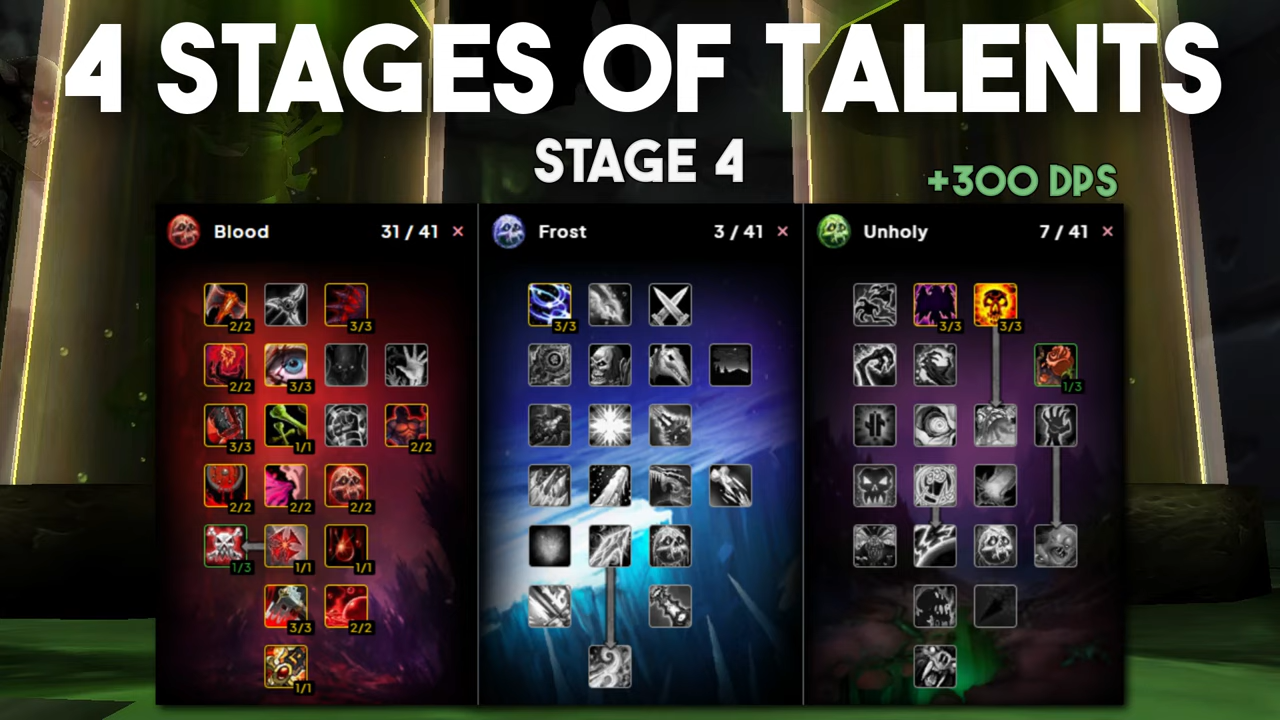 4 STAGES OF TALENTS
STAGE 4
+300 DPS
Blood 31 / 41 × Frost 3 / 41 × Unholy 7 / 41 ×
2/2 3/3 3/3 3/3 3/3
2/2 3/3 1/3
3/3 1/1 2/2
2/2 2/2 2/2
1/3 1/1 1/1
3/3 2/2
1/1